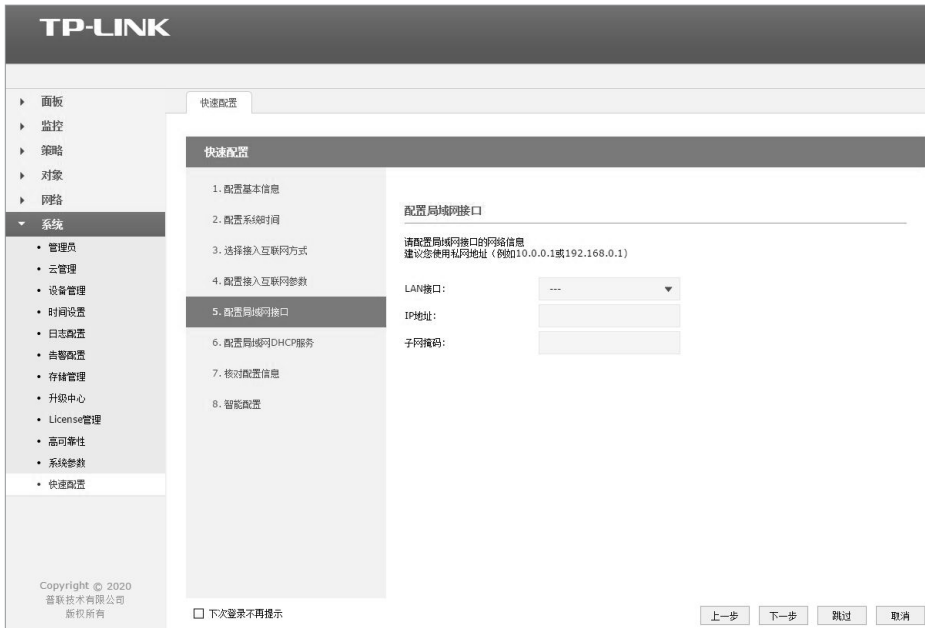 TP-LINK
面板
监控
策略
对象
网络
系统
管理员
云管理
设备管理
时间设置
日志配置
告警配置
存储管理
升级中心
License管理
高可靠性
系统参数
快速配置
Copyright © 2020
普联技术有限公司
版权所有
快速配置
快速配置
1. 配置基本信息
2. 配置系统时间
3. 选择接入互联网方式
4. 配置接入互联网参数
5. 配置局域网接口
6. 配置局域网DHCP服务
7. 核对配置信息
8. 智能配置
配置局域网接口
请配置局域网接口的网络信息
建议您使用私网地址（例如10.0.0.1或192.168.0.1）
LAN接口： ---
IP地址：
子网掩码：
下次登录不再提示
上一步 下一步 跳过 取消